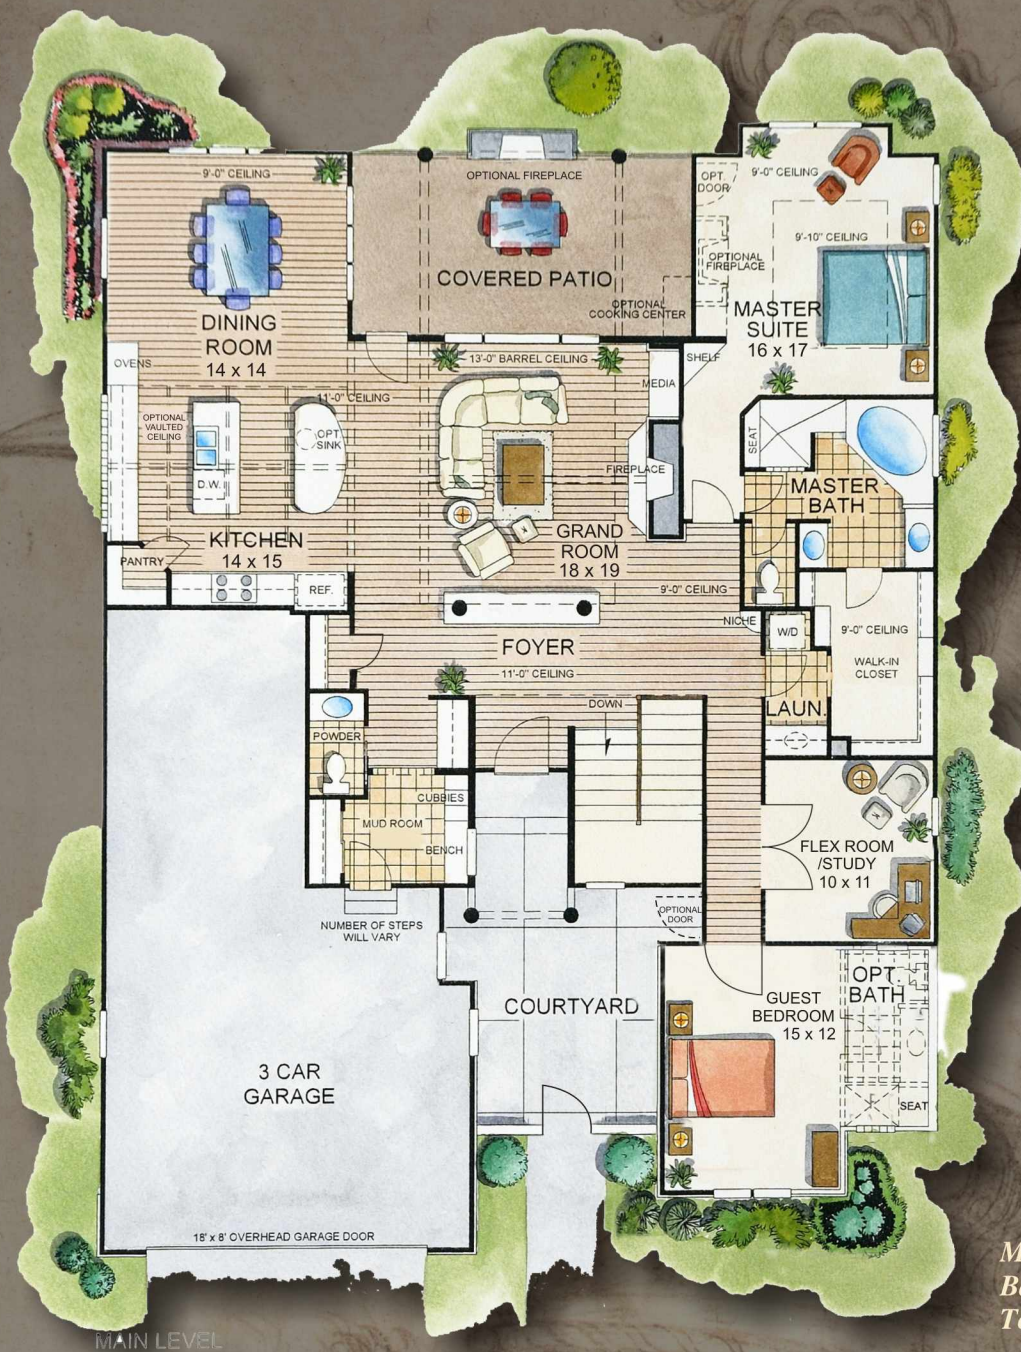 9'-0" CEILING
OPTIONAL FIREPLACE
OPT.
DOOR
9'-0" CEILING
9'-10" CEILING
OPTIONAL
FIREPLACE
COVERED PATIO
OPTIONAL
COOKING CENTER
MASTER
SUITE
16 x 17
DINING
ROOM
14 x 14
OVENS
13'-0" BARREL CEILING
SHELF
MEDIA
11'-0" CEILING
OPTIONAL
VAULTED
CEILING
OPT.
SINK
SEAT
FIREPLACE
D.W.
MASTER
BATH
KITCHEN
14 x 15
GRAND
ROOM
18 x 19
PANTRY
REF.
9'-0" CEILING
NICHE
W/D
9'-0" CEILING
FOYER
11'-0" CEILING
WALK-IN
CLOSET
DOWN
LAUN.
POWDER
CUBBIES
MUD ROOM
BENCH
FLEX ROOM
/STUDY
10 x 11
NUMBER OF STEPS
WILL VARY
OPTIONAL
DOOR
OPT.
BATH
COURTYARD
GUEST
BEDROOM
15 x 12
3 CAR
GARAGE
SEAT
18' x 8' OVERHEAD GARAGE DOOR
MAIN LEVEL